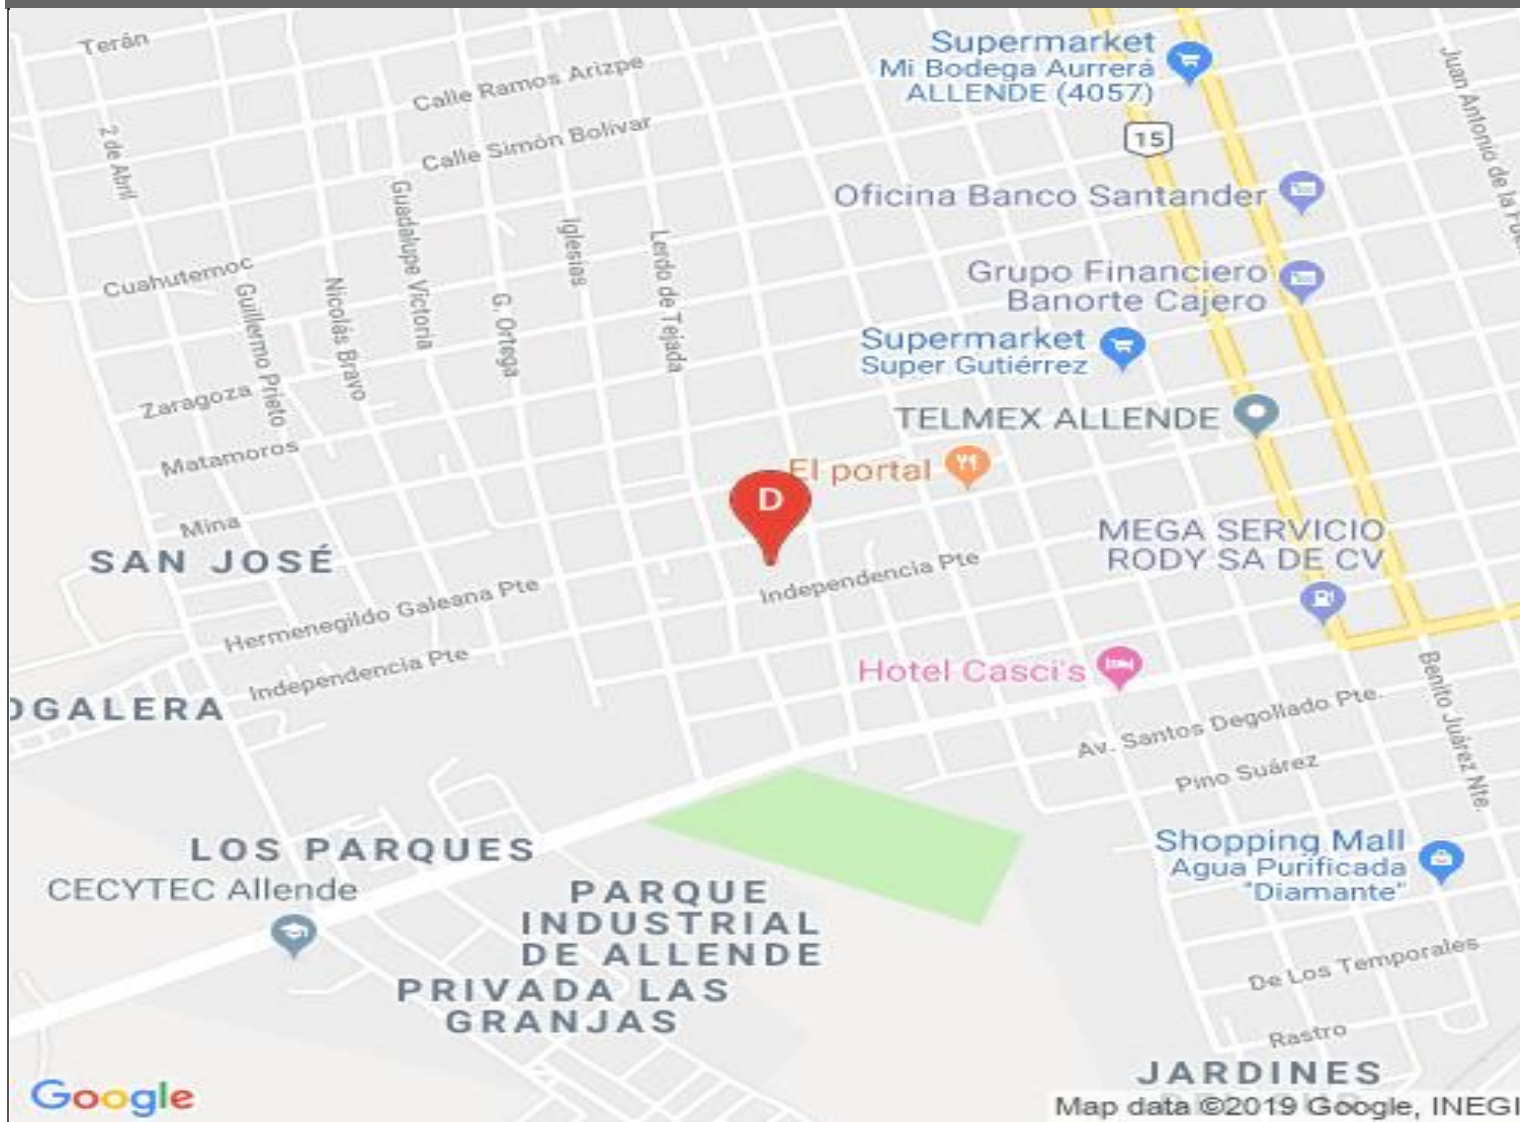 Terán
Calle Ramos Arizpe
Supermarket
Mi Bodega Aurrerá
ALLENDE (4057)
Juan Antonio de la
2 de Abril
Calle Simón Bolívar
15
Oficina Banco Santander
Guadalupe Victoria
Iglesias
Lerdo de Tejada
Cuahutemoc
Guillermo Prieto
Nicolás Bravo
G. Ortega
Grupo Financiero
Banorte Cajero
Supermarket
Super Gutiérrez
Zaragoza
TELMEX ALLENDE
Matamoros
El portal
D
Mina
MEGA SERVICIO
RODY SA DE CV
SAN JOSÉ
Independencia Pte
Hermenegildo Galeana Pte
Independencia Pte
Hotel Casci's
OGALERA
Benito Juárez Nte.
Av. Santos Degollado Pte.
Pino Suárez
LOS PARQUES
CECYTEC Allende
Shopping Mall
Agua Purificada
"Diamante"
PARQUE
INDUSTRIAL
DE ALLENDE
PRIVADA LAS
GRANJAS
De Los Temporales
Rastro
JARDINES
Google
Map data ©2019 Google, INEGI